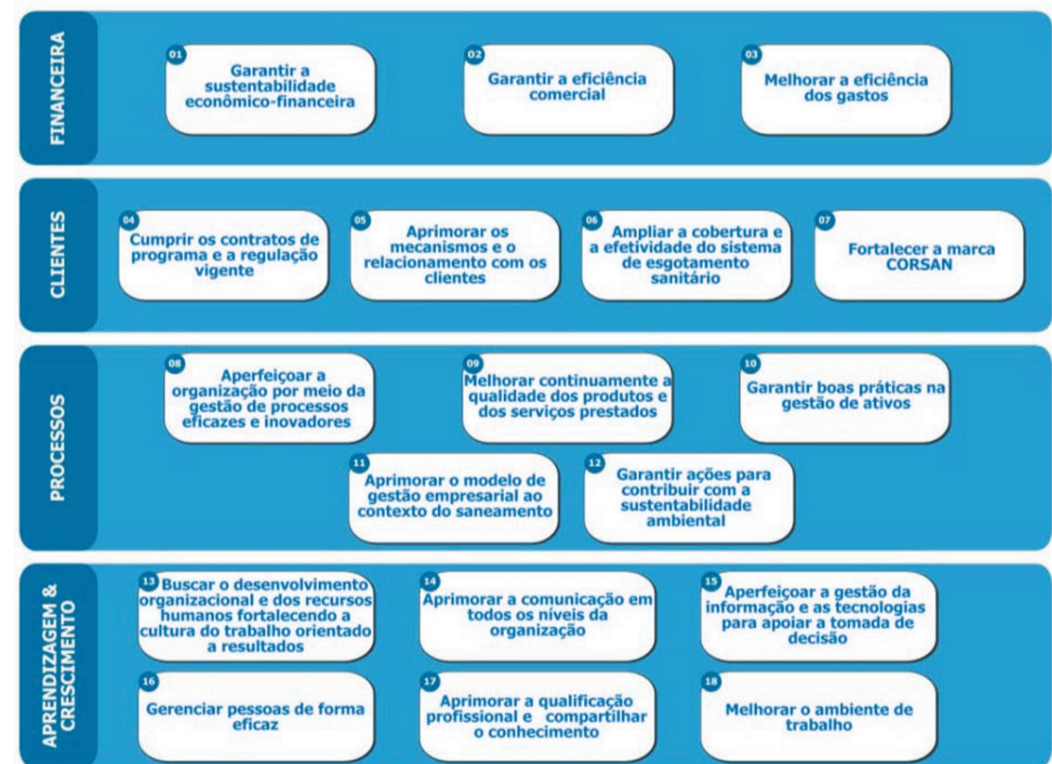 FINANCEIRA
01
Garantir a
sustentabilidade
econômico-financeira
02
Garantir a eficiência
comercial
03
Melhorar a eficiência
dos gastos
CLIENTES
04
Cumprir os contratos de
programa e a regulação
vigente
05
Aprimorar os
mecanismos e o
relacionamento com os
clientes
06
Ampliar a cobertura e
a efetividade do sistema
de esgotamento
sanitário
07
Fortalecer a marca
CORSAN
PROCESSOS
08
Aperfeiçoar a
organização por meio da
gestão de processos
eficazes e inovadores
09
Melhorar continuamente a
qualidade dos produtos e
dos serviços prestados
10
Garantir boas práticas na
gestão de ativos
11
Aprimorar o modelo de
gestão empresarial ao
contexto do saneamento
12
Garantir ações para
contribuir com a
sustentabilidade
ambiental
APRENDIZAGEM &
CRESCIMENTO
13
Buscar o desenvolvimento
organizacional e dos recursos
humanos fortalecendo a
cultura do trabalho orientado
a resultados
14
Aprimorar a comunicação em
todos os níveis da
organização
15
Aperfeiçoar a gestão da
informação e as tecnologias
para apoiar a tomada de
decisão
16
Gerenciar pessoas de forma
eficaz
17
Aprimorar a qualificação
profissional e compartilhar
o conhecimento
18
Melhorar o ambiente de
trabalho